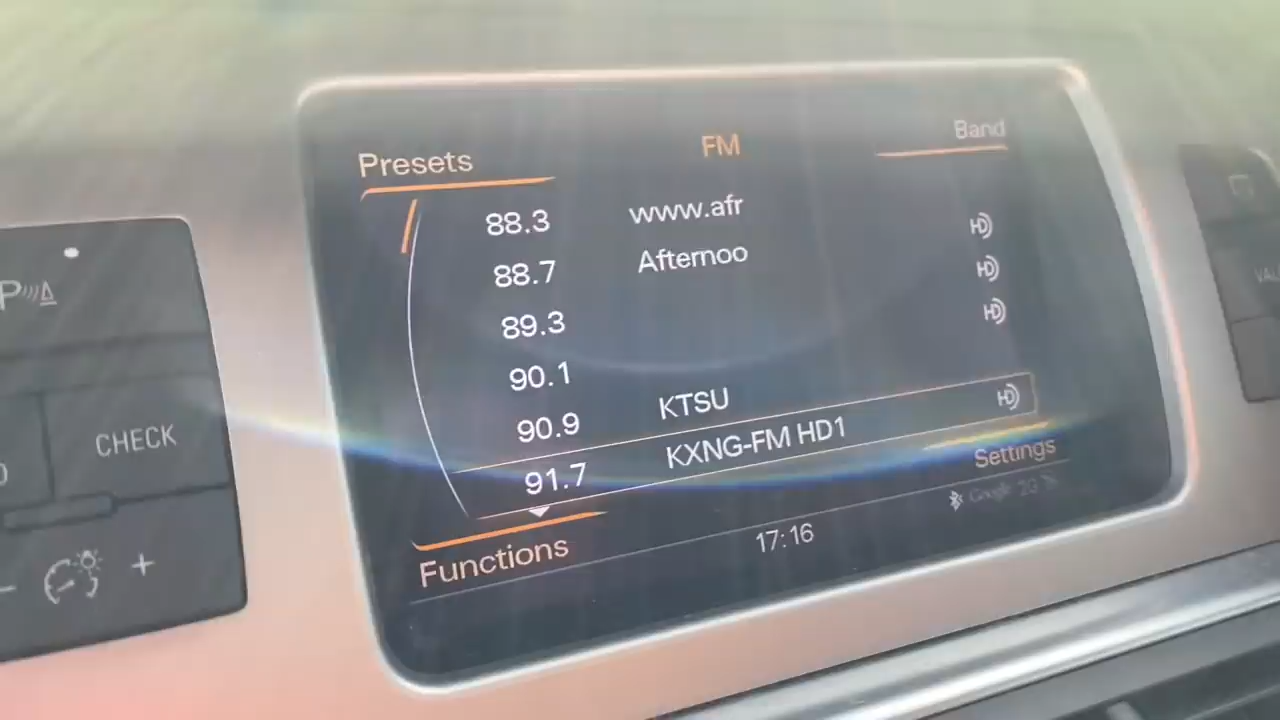 Presets
FM
Band
88.3 www.afr
88.7 Afternoo
89.3
90.1
90.9 KTSU
91.7 KXNG-FM HD1
Settings
Google
Functions
17:16
P
CHECK
- +